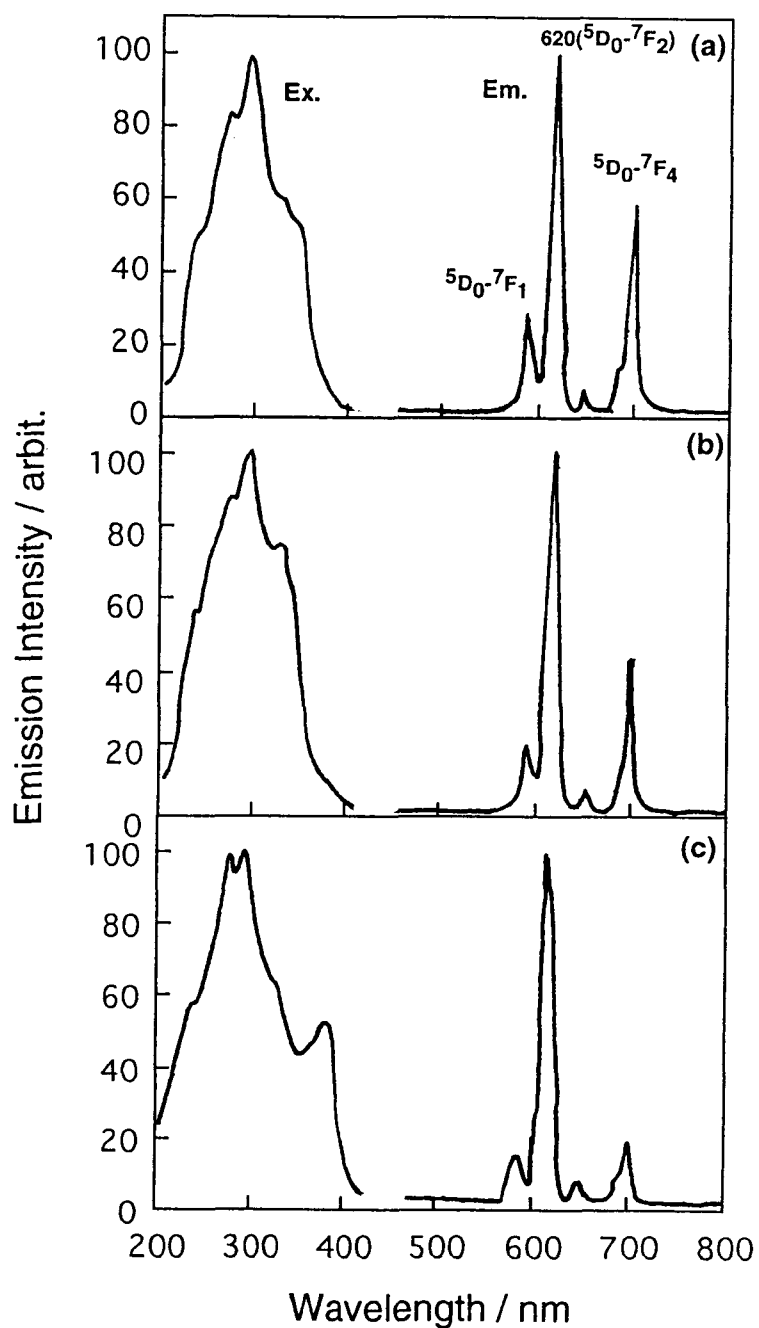 Emission Intensity / arbit.
100
80
60
40
20
0
Ex.
Em.
620(⁵D₀-⁷F₂)
(a)
⁵D₀-⁷F₁
⁵D₀-⁷F₄
100
80
60
40
20
0
(b)
100
80
60
40
20
0
(c)
200 300 400 500 600 700 800
Wavelength / nm